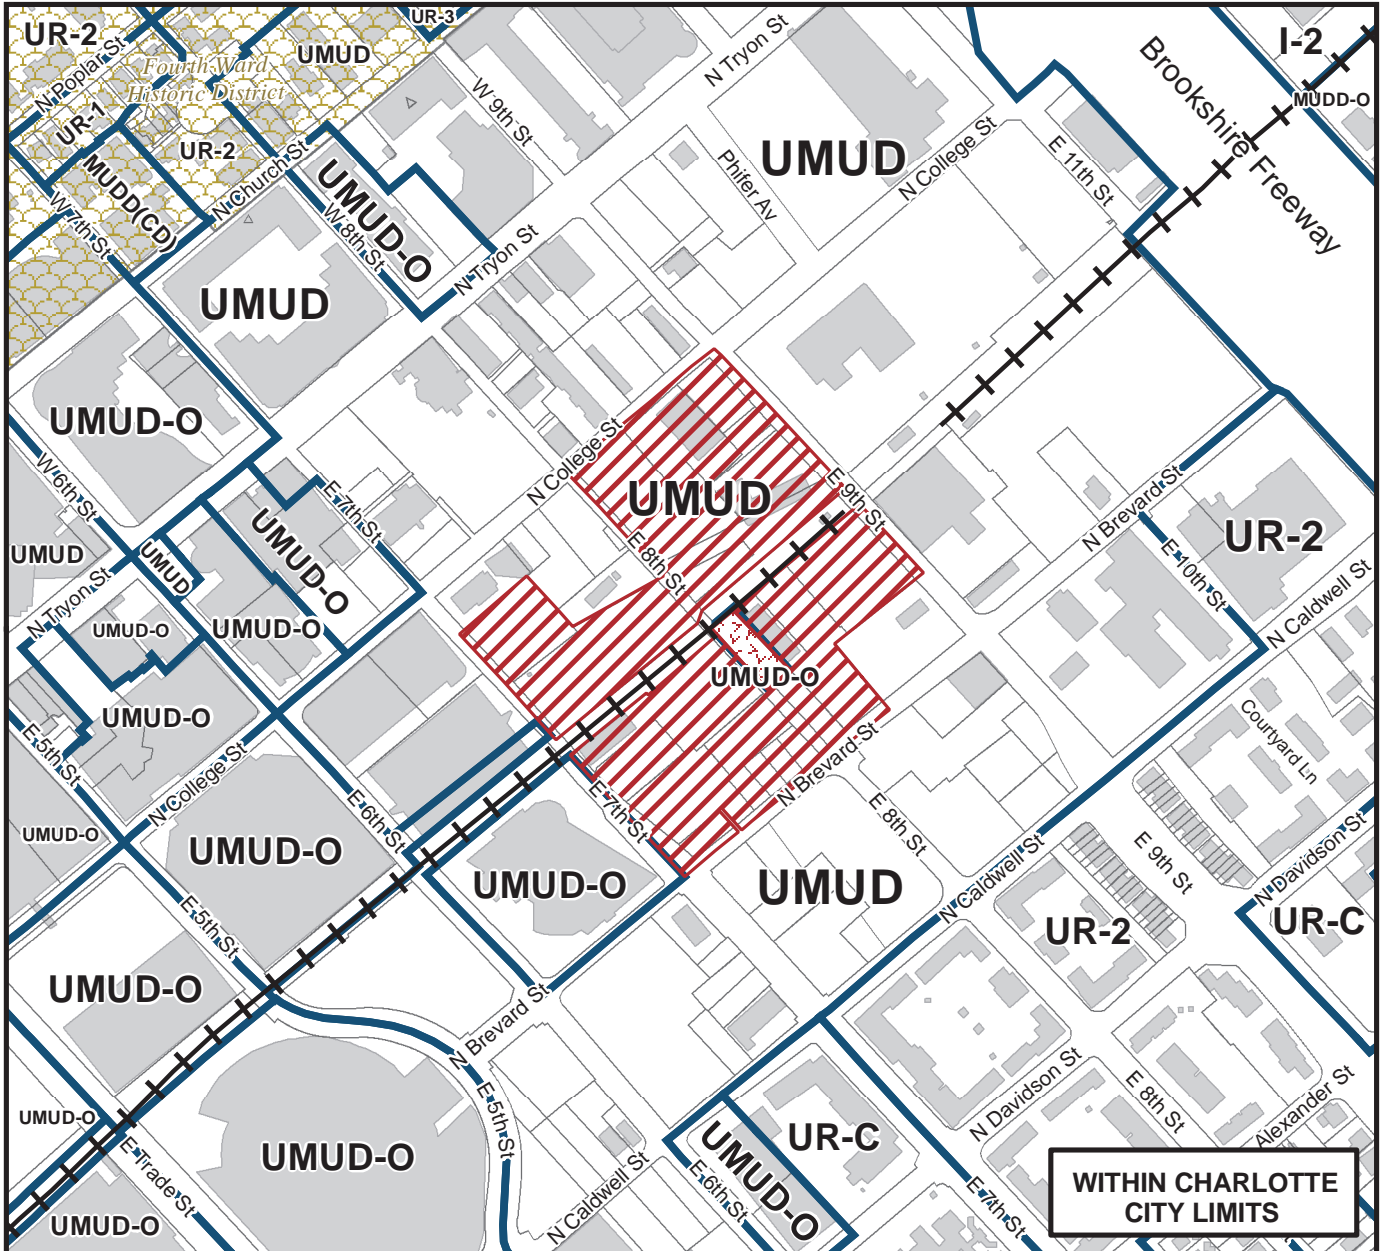 UR-2
N Poplar St
UR-3
UMUD
Fourth Ward
Historic District
UR-1
UR-2
MUDD(CD)
W 7th St
N Church St
W 9th St
N Tryon St
UMUD
Phifer Av
N College St
E 11th St
Brookshire Freeway
I-2
MUDD-O
UMUD-O
W 8th St
N Tryon St
UMUD
UMUD-O
W 6th St
UMUD
N Tryon St
UMUD
UMUD-O
E 7th St
UMUD-O
UMUD-O
UMUD-O
E 5th St
N College St
UMUD
E 9th St
E 8th St
UMUD-O
N Brevard St
UR-2
E 10th St
N Caldwell St
N College St
E 6th St
E 7th St
N Brevard St
E 8th St
Courtyard Ln
UMUD-O
UMUD-O
UMUD-O
UMUD
N Caldwell St
E 9th St
N Davidson St
UR-2
UR-C
E 5th St
UMUD-O
N Brevard St
E 5th St
UMUD-O
E Trade St
UMUD-O
UMUD-O
N Caldwell St
UMUD-O
E 6th St
UR-C
N Davidson St
E 8th St
Alexander St
E 7th St
WITHIN CHARLOTTE
CITY LIMITS